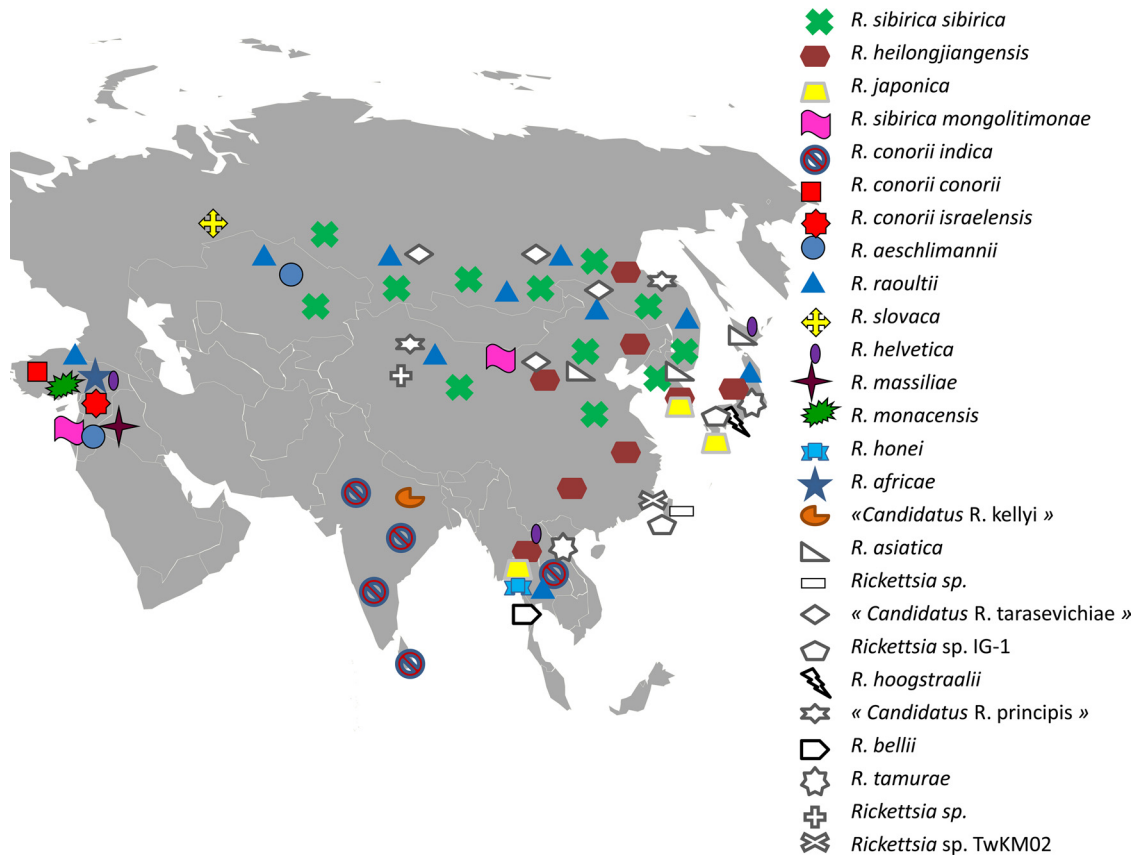 R. sibirica sibirica
R. heilongjiangensis
R. japonica
R. sibirica mongolitimonae
R. conorii indica
R. conorii conorii
R. conorii israelensis
R. aeschlimannii
R. raoultii
R. slovaca
R. helvetica
R. massiliae
R. monacensis
R. honei
R. africae
«Candidatus R. kellyi »
R. asiatica
Rickettsia sp.
« Candidatus R. tarasevichiae »
Rickettsia sp. IG-1
R. hoogstraalii
« Candidatus R. principis »
R. bellii
R. tamurae
Rickettsia sp.
Rickettsia sp. TwKM02